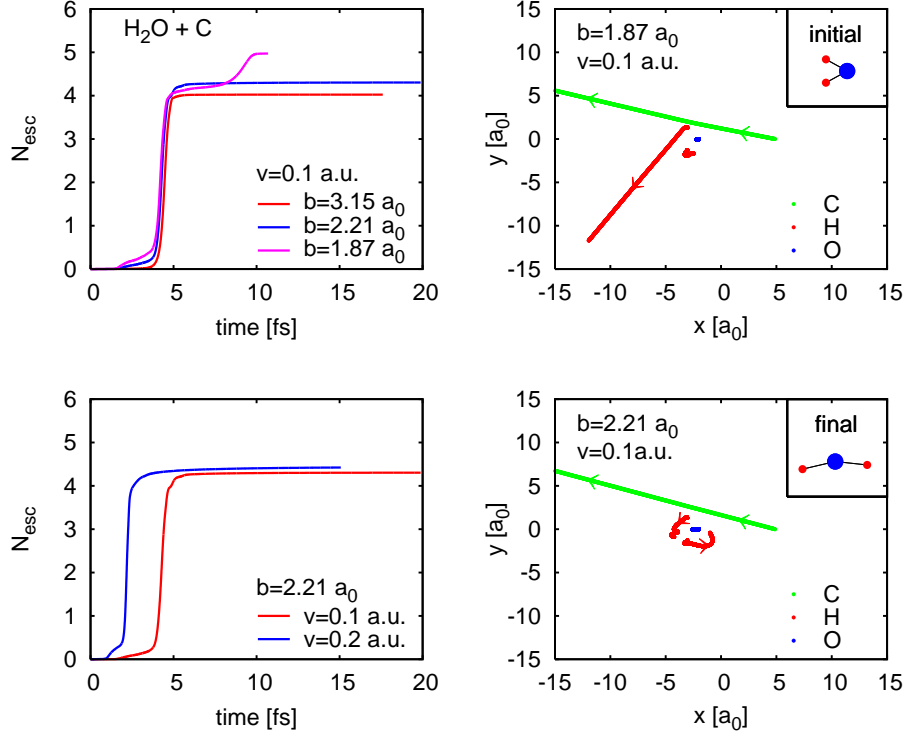 H₂O + C
6
5
4
3
2
1
0
N_esc
v=0.1 a.u.
b=3.15 a₀
b=2.21 a₀
b=1.87 a₀
0 5 10 15 20
time [fs]
b=1.87 a₀
v=0.1 a.u.
initial
15
10
5
0
-5
-10
-15
y [a₀]
C
H
O
-15 -10 -5 0 5 10 15
x [a₀]
6
5
4
3
2
1
0
N_esc
b=2.21 a₀
v=0.1 a.u.
v=0.2 a.u.
0 5 10 15 20
time [fs]
b=2.21 a₀
v=0.1a.u.
final
15
10
5
0
-5
-10
-15
y [a₀]
C
H
O
-15 -10 -5 0 5 10 15
x [a₀]